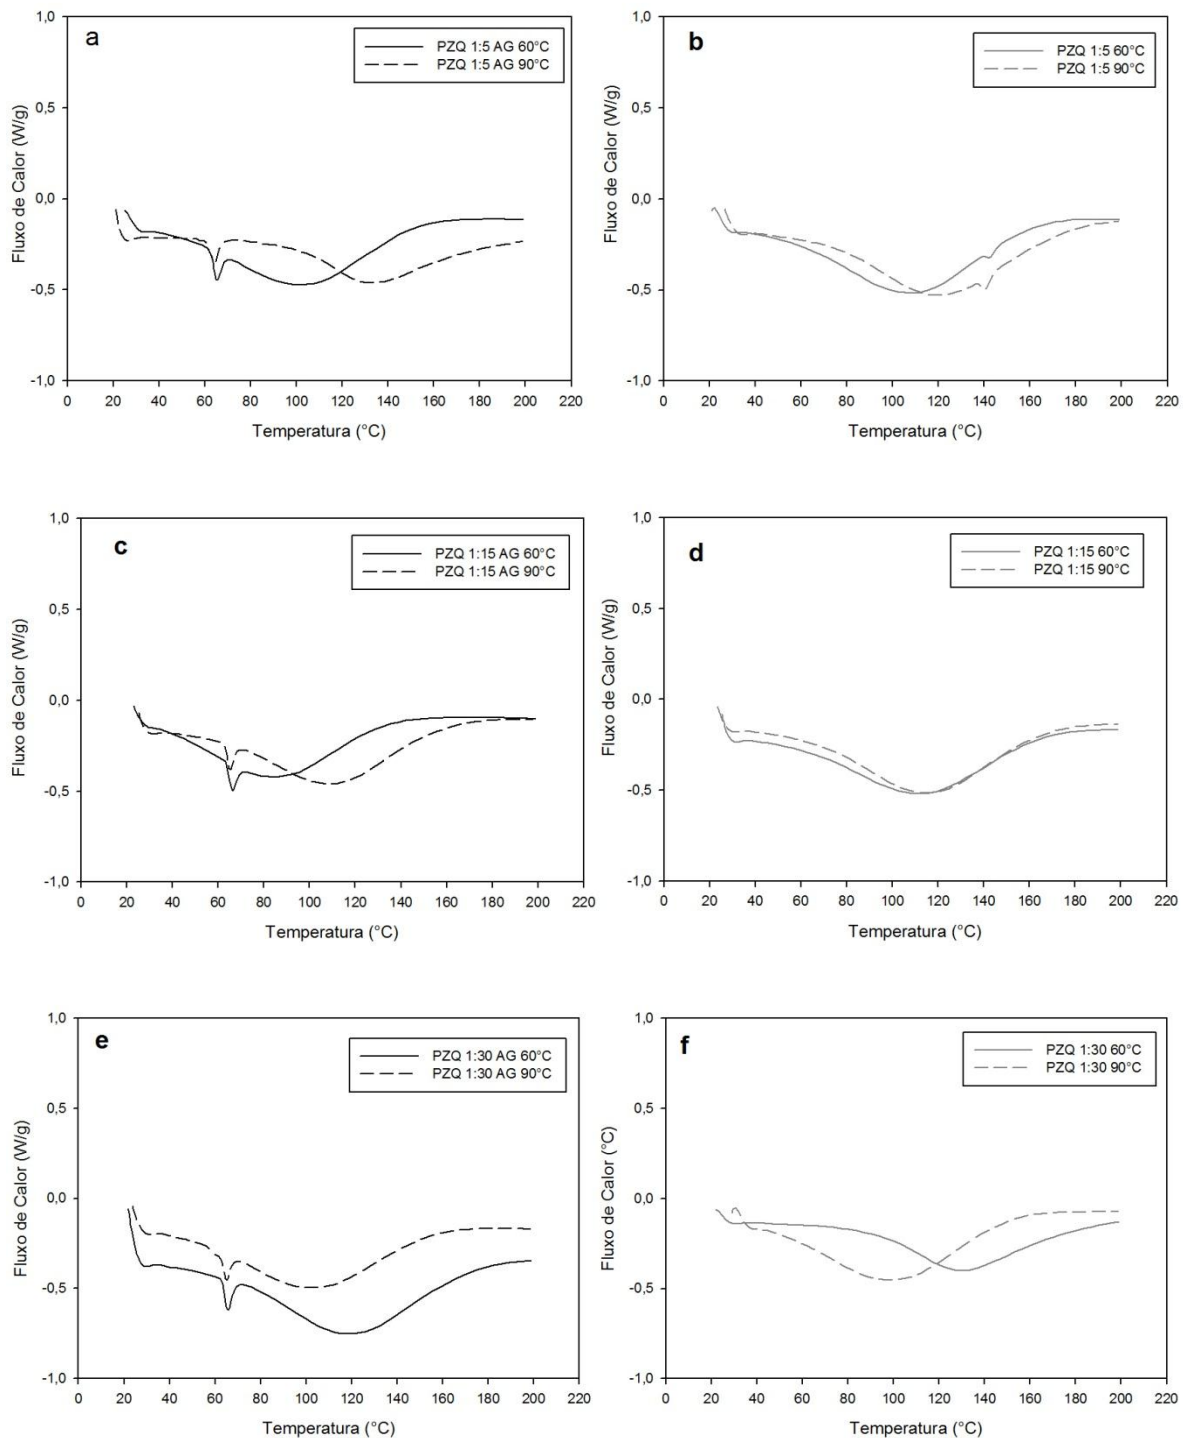 a
PZQ 1:5 AG 60°C
PZQ 1:5 AG 90°C
1,0
0,5
0,0
-0,5
-1,0
Fluxo de Calor (W/g)
0 20 40 60 80 100 120 140 160 180 200 220
Temperatura (°C)
b
PZQ 1:5 60°C
PZQ 1:5 90°C
1,0
0,5
0,0
-0,5
-1,0
Fluxo de Calor (W/g)
0 20 40 60 80 100 120 140 160 180 200 220
Temperatura (°C)
c
PZQ 1:15 AG 60°C
PZQ 1:15 AG 90°C
1,0
0,5
0,0
-0,5
-1,0
Fluxo de Calor (W/g)
0 20 40 60 80 100 120 140 160 180 200 220
Temperatura (°C)
d
PZQ 1:15 60°C
PZQ 1:15 90°C
1,0
0,5
0,0
-0,5
-1,0
Fluxo de Calor (W/g)
0 20 40 60 80 100 120 140 160 180 200 220
Temperatura (°C)
e
PZQ 1:30 AG 60°C
PZQ 1:30 AG 90°C
1,0
0,5
0,0
-0,5
-1,0
Fluxo de Calor (W/g)
0 20 40 60 80 100 120 140 160 180 200 220
Temperatura (°C)
f
PZQ 1:30 60°C
PZQ 1:30 90°C
1,0
0,5
0,0
-0,5
-1,0
Fluxo de Calor (°C)
0 20 40 60 80 100 120 140 160 180 200 220
Temperatura (°C)